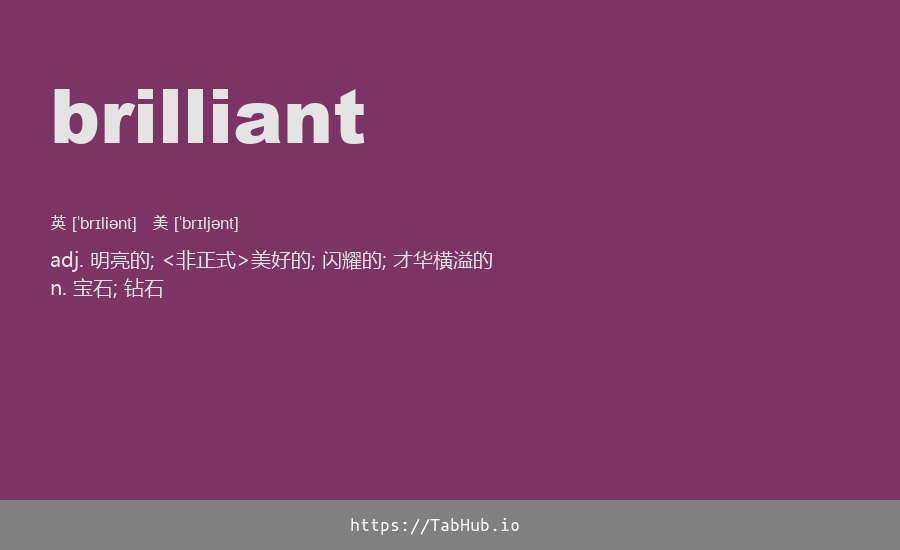 brilliant
英 [ˈbrɪliənt] 美 [ˈbrɪljənt]
adj. 明亮的; <非正式>美好的; 闪耀的; 才华横溢的
n. 宝石; 钻石
https://TabHub.io